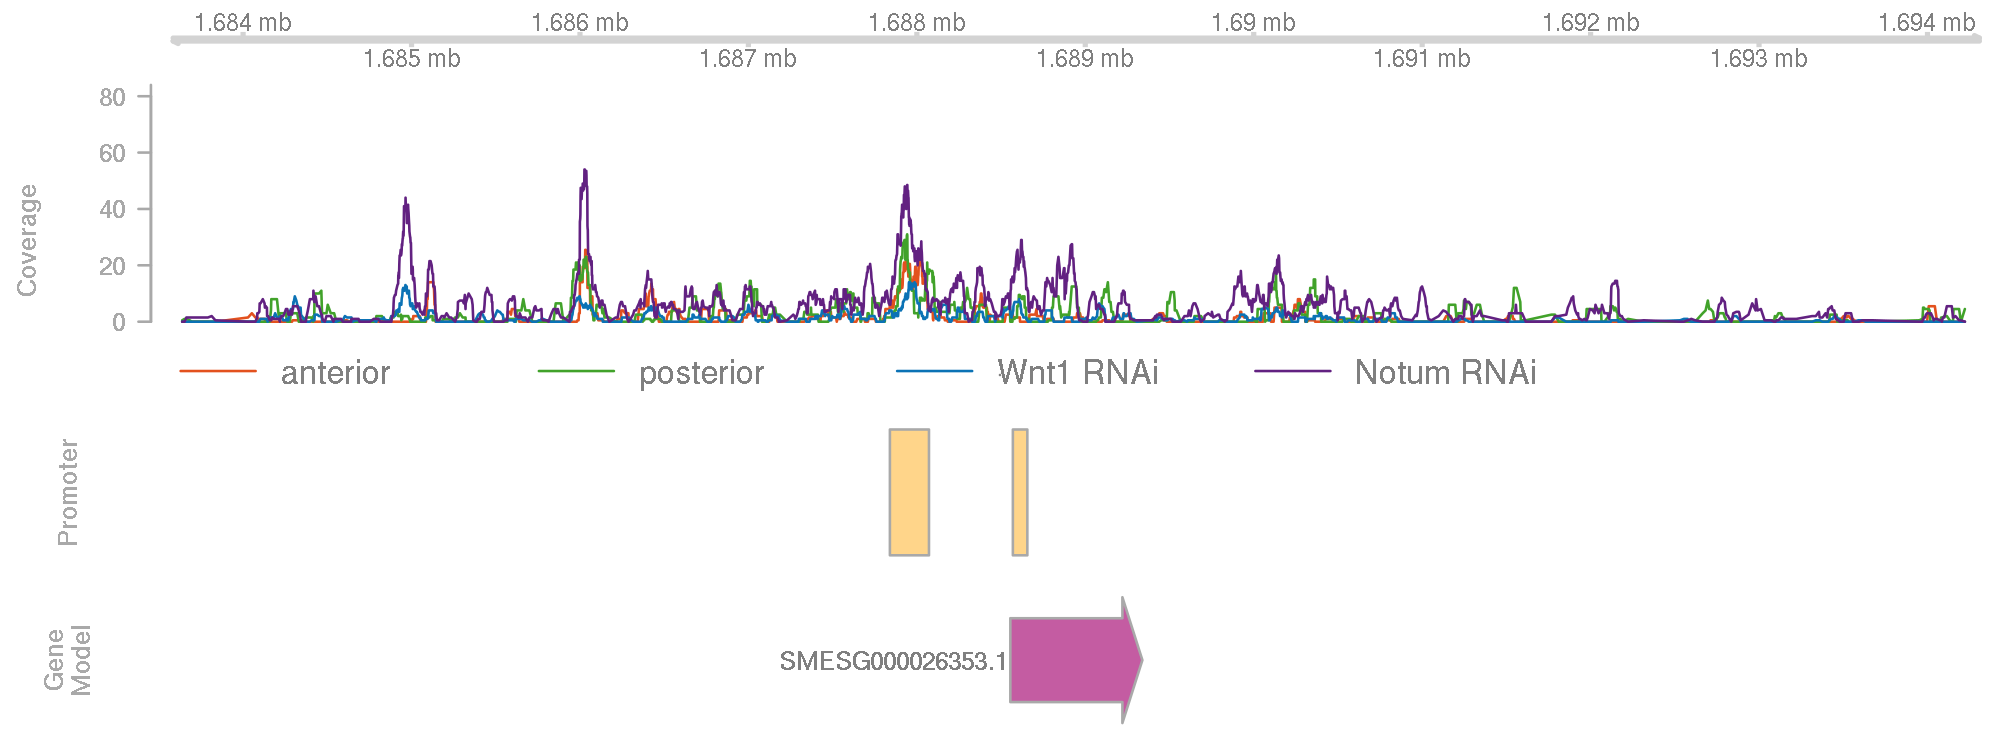 1.684 mb 1.686 mb 1.688 mb 1.69 mb 1.692 mb 1.694 mb
1.685 mb 1.687 mb 1.689 mb 1.691 mb 1.693 mb
80
60
40
20
0
Coverage
anterior posterior Wnt1 RNAi Notum RNAi
Promoter
Gene
Model
SMESG000026353.1